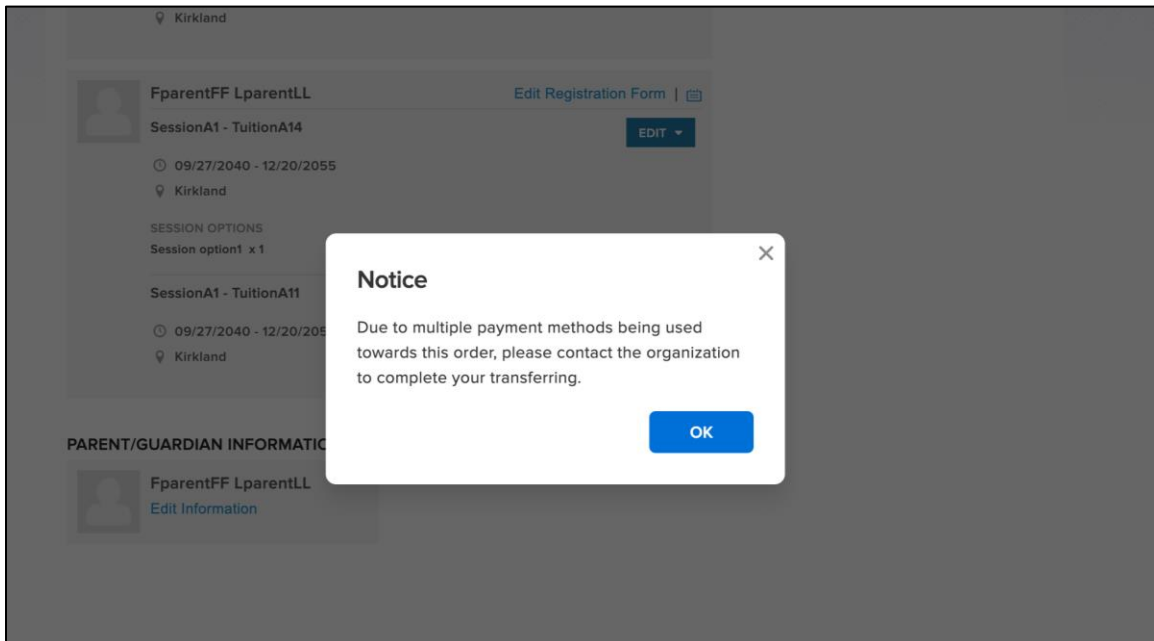 Kirkland
FparentFF LparentLL
Edit Registration Form |
SessionA1 - TuitionA14
EDIT
09/27/2040 - 12/20/2055
Kirkland
SESSION OPTIONS
Session option1 x 1
SessionA1 - TuitionA11
09/27/2040 - 12/20/205
Kirkland
Notice
Due to multiple payment methods being used
towards this order, please contact the organization
to complete your transferring.
OK
PARENT/GUARDIAN INFORMATIO
FparentFF LparentLL
Edit Information